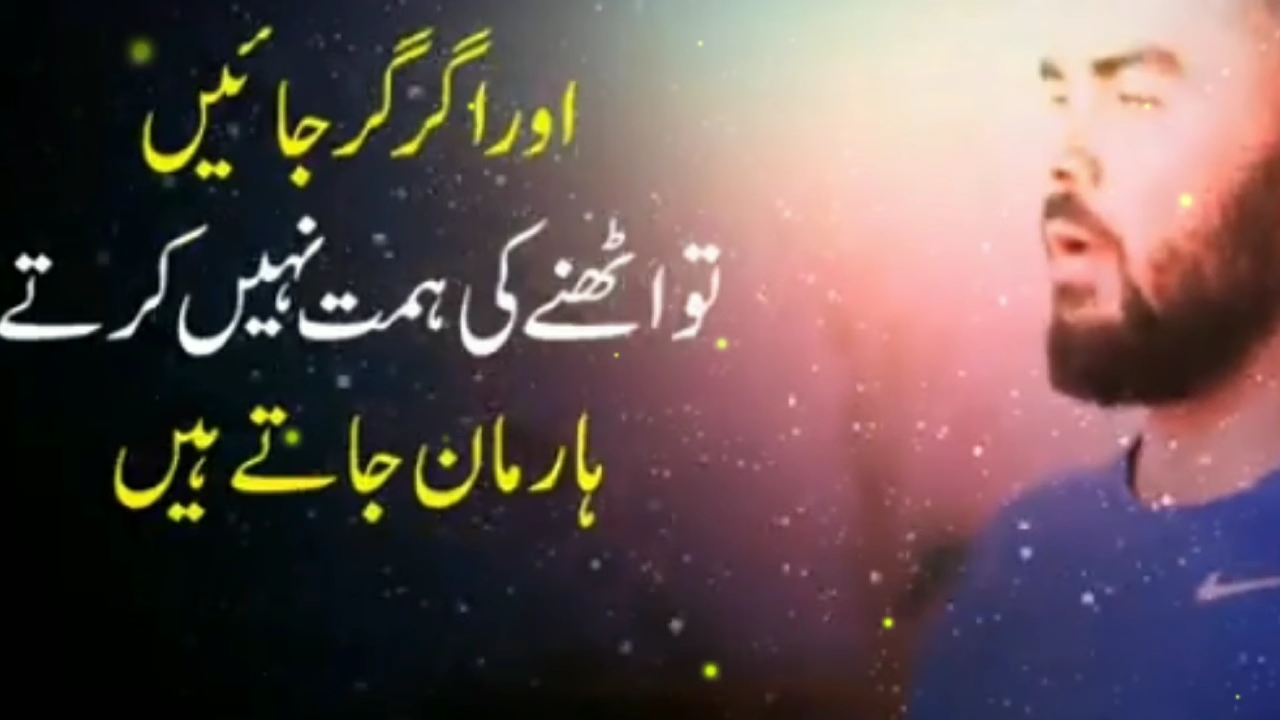 اور اگر گر جائیں
تو اٹھنے کی ہمت نہیں کرتے
ہار مان جاتے ہیں